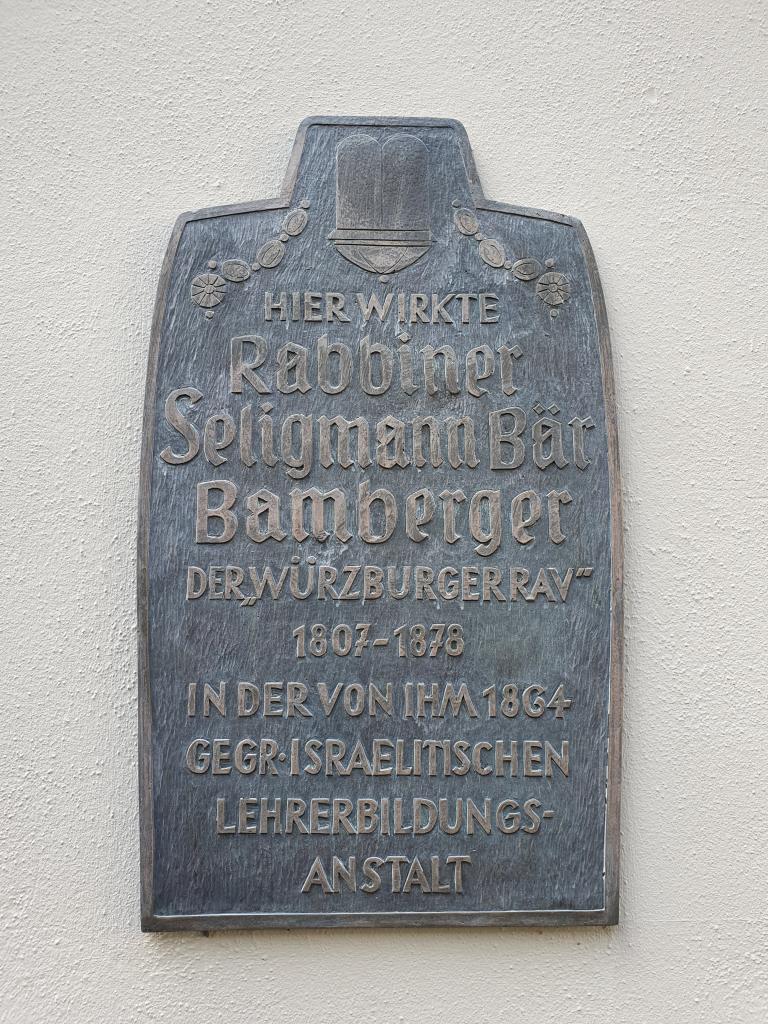 HIER WIRKTE
Rabbiner
Seligmann Bär
Bamberger
DER „WÜRZBURGER RAV"
1807-1878
IN DER VON IHM 1864
GEGR·ISRAELITISCHEN
LEHRERBILDUNGS-
ANSTALT